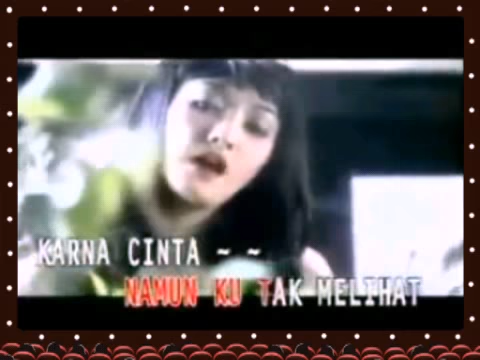 KARNA CINTA ~ ~
NAMUN KU TAK MELIHAT